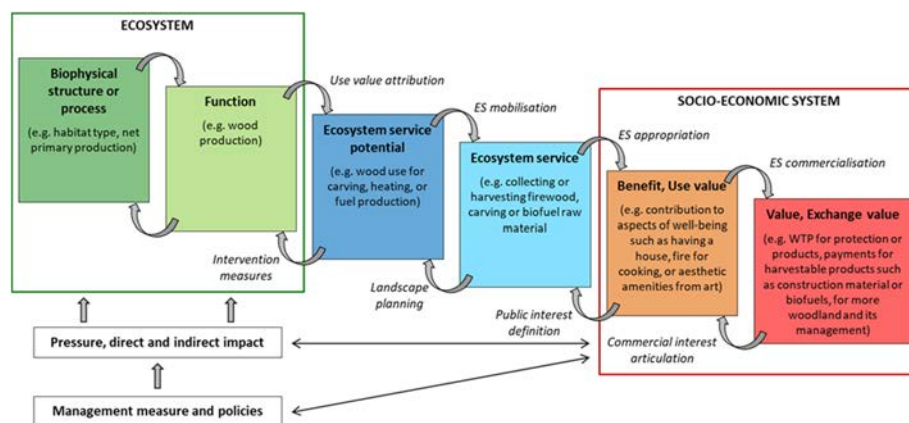 ECOSYSTEM
Biophysical
structure or
process
(e.g. habitat type, net
primary production)
Function
(e.g. wood
production)
Use value attribution
Ecosystem service
potential
(e.g. wood use for
carving, heating, or
fuel production)
Intervention
measures
ES mobilisation
Ecosystem service
(e.g. collecting or
harvesting firewood,
carving or biofuel raw
material
Landscape
planning
SOCIO-ECONOMIC SYSTEM
ES appropriation
Benefit, Use value
(e.g. contribution to
aspects of well-being
such as having a
house, fire for
cooking, or aesthetic
amenities from art)
Public interest
definition
ES commercialisation
Value, Exchange value
(e.g. WTP for protection or
products, payments for
harvestable products such
as construction material or
biofuels, for more
woodland and its
management)
Commercial interest
articulation
Pressure, direct and indirect impact
Management measure and policies